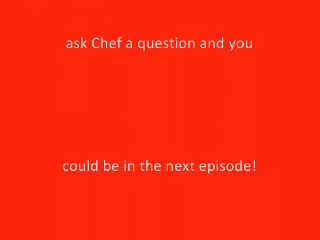 ask Chef a question and you
could be in the next episode!